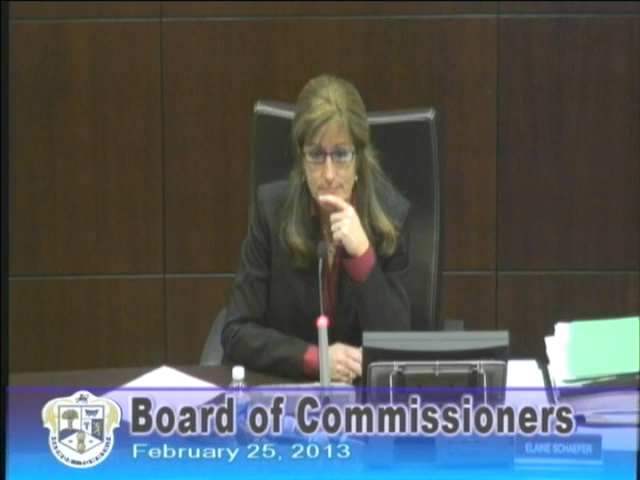 Board of Commissioners
February 25, 2013
ELAINE SCHAEFER